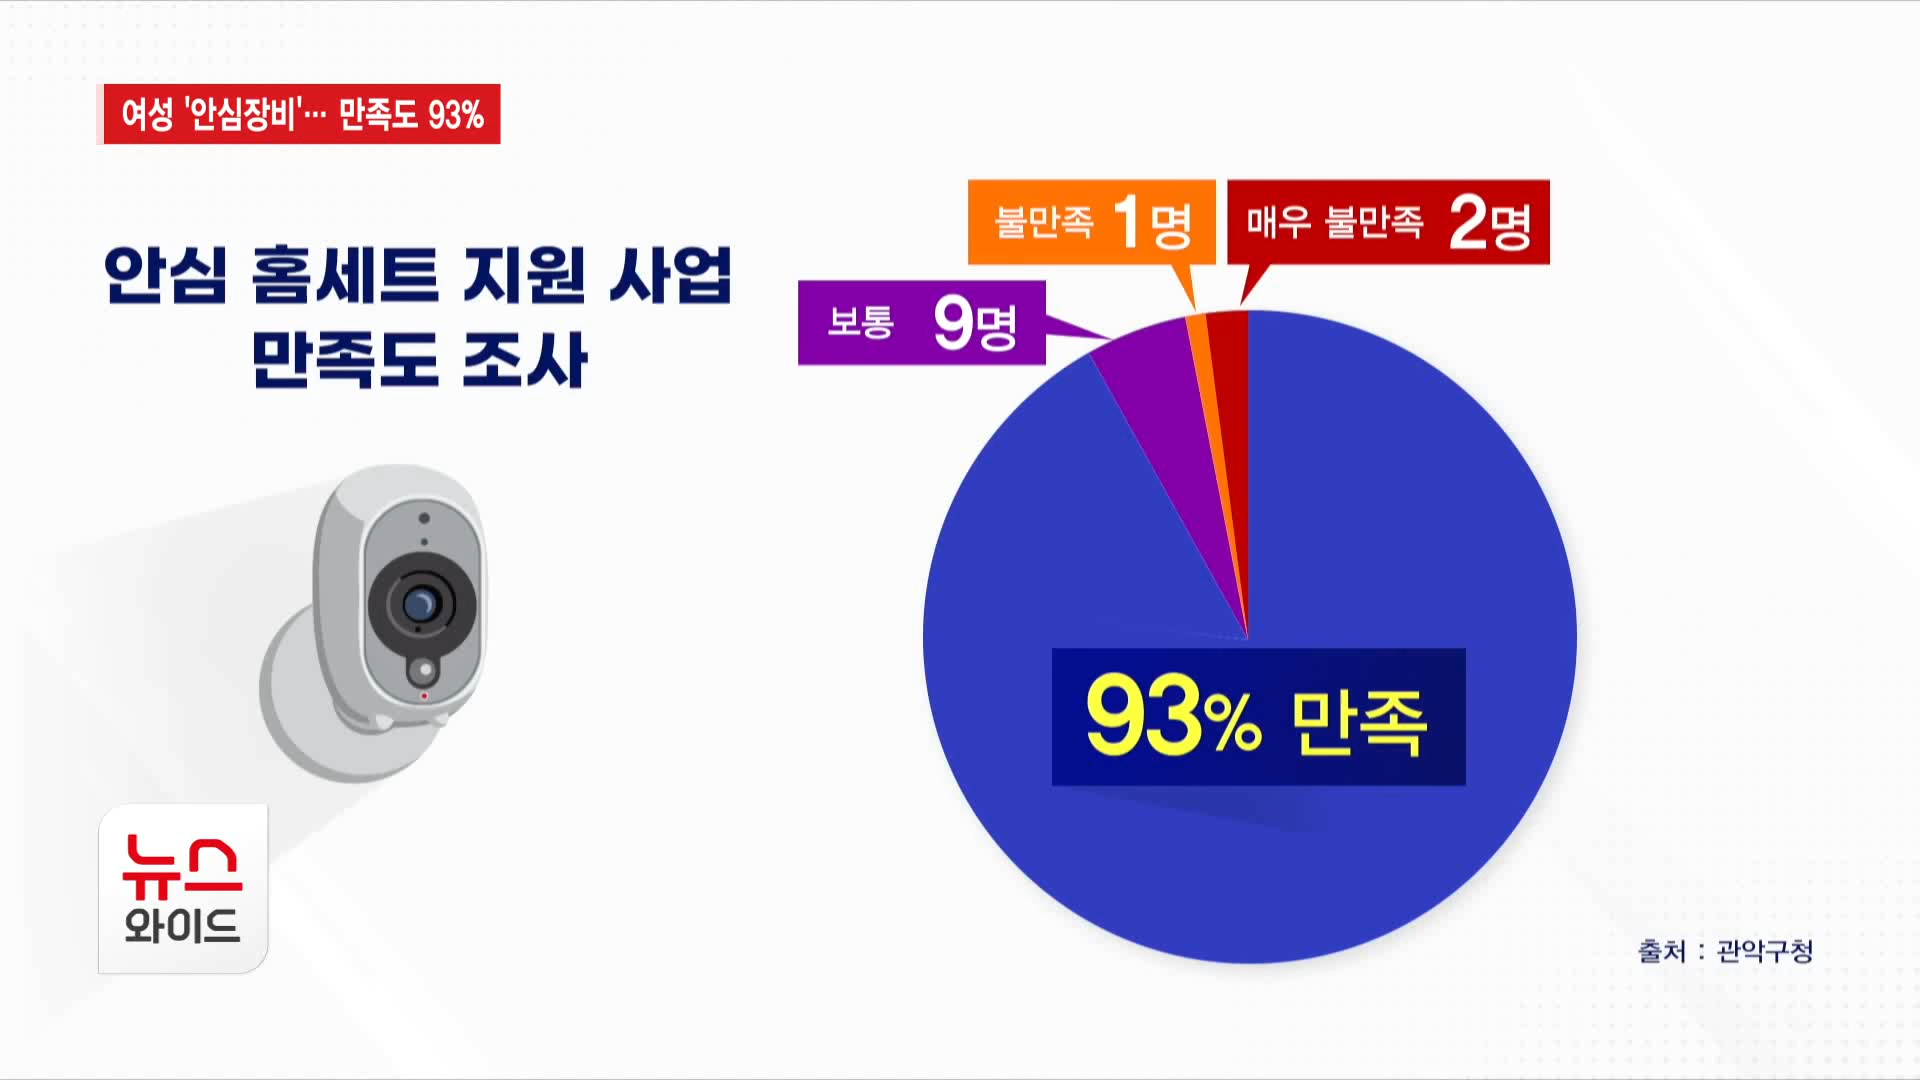 여성 '안심장비'… 만족도 93%
안심 홈세트 지원 사업
만족도 조사
불만족 1명
매우 불만족 2명
보통 9명
93% 만족
뉴스
와이드
출처 : 관악구청